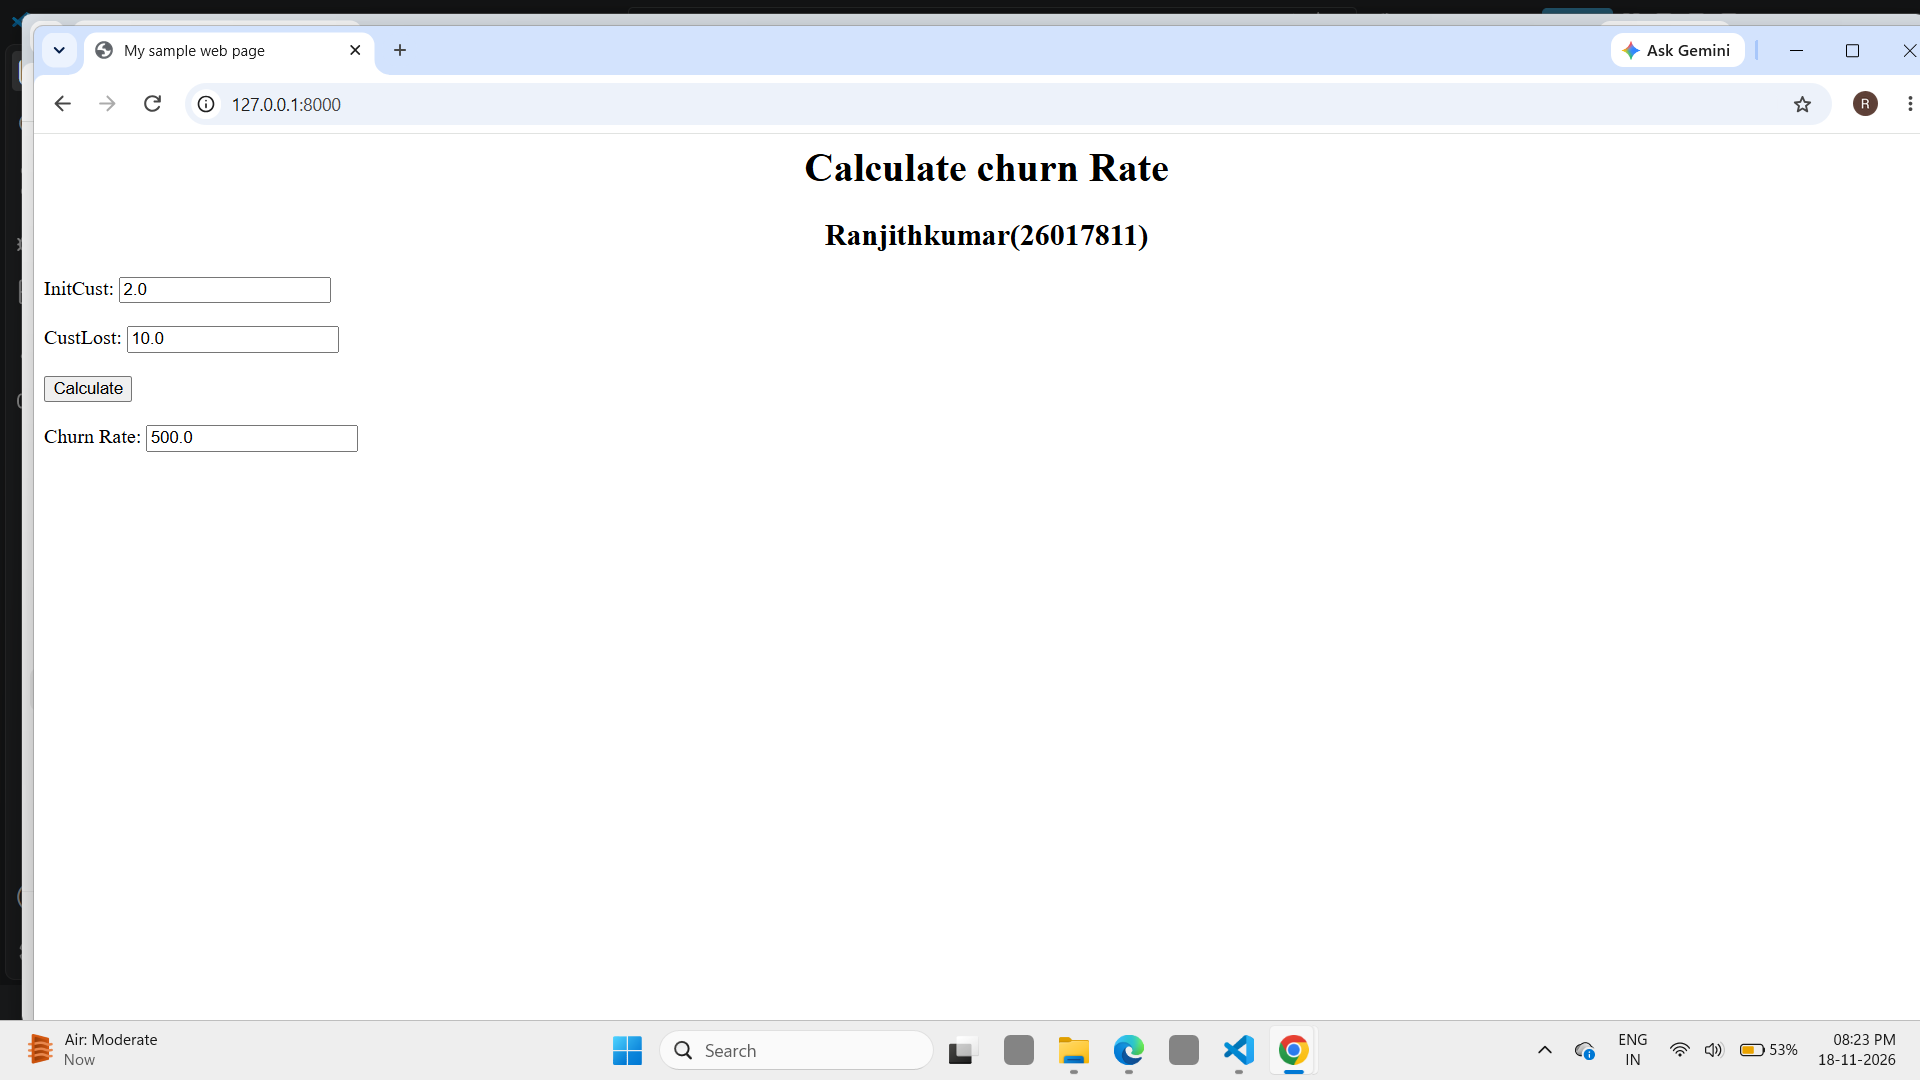 My sample web page
Ask Gemini
127.0.0.1:8000
R
Calculate churn Rate
Ranjithkumar(26017811)
InitCust: 2.0
CustLost: 10.0
Calculate
Churn Rate: 500.0
Air: Moderate
Now
Search
ENG
IN
53%
08:23 PM
18-11-2026